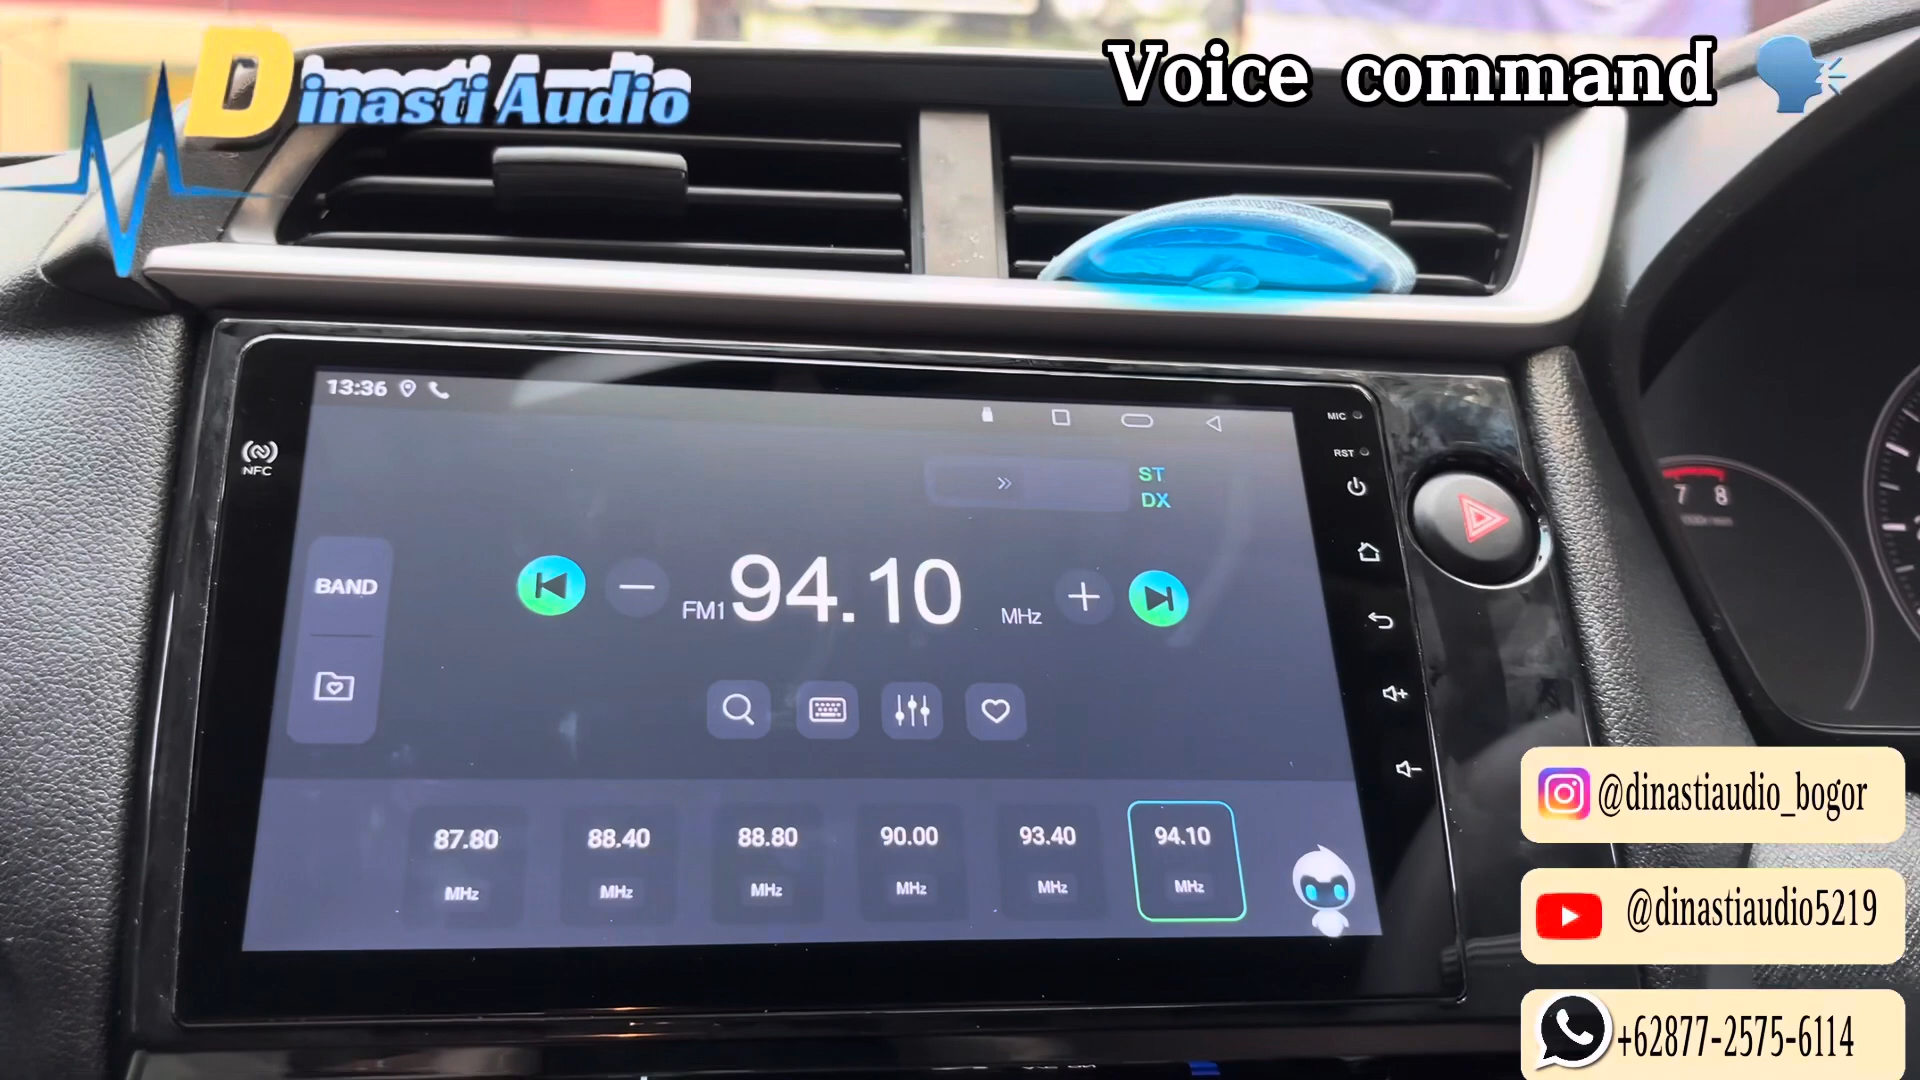 Dinasti Audio
Voice command
13:36
MIC
NFC
RST
ST
DX
BAND
FM1 94.10 MHz
87.80 88.40 88.80 90.00 93.40 94.10
MHz MHz MHz MHz MHz MHz
7 8
@dinastiaudio_bogor
@dinastiaudio5219
+62877-2575-6114